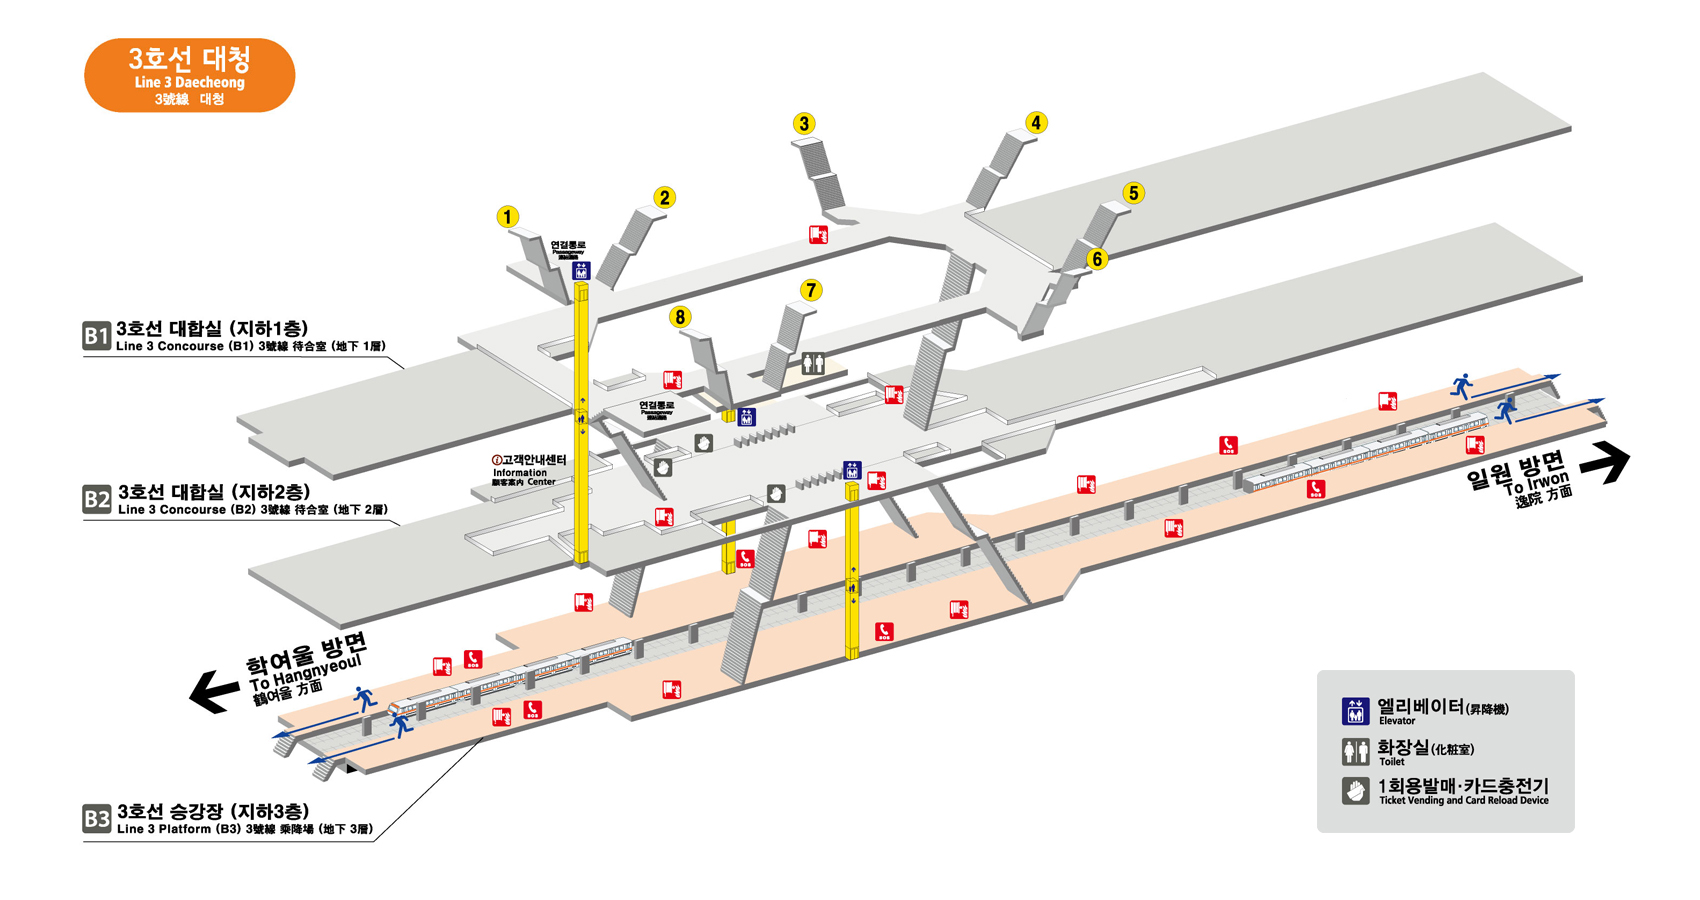 3호선 대청
Line 3 Daecheong
3號線 대청
3
4
2
1
5
연결통로
Passageway
6
7
8
B1
3호선 대합실 (지하1층)
Line 3 Concourse (B1) 3號線 待合室 (地下 1層)
연결통로
Passageway
고객안내센터
Information
顧客案內 Center
B2
3호선 대합실 (지하2층)
Line 3 Concourse (B2) 3號線 待合室 (地下 2層)
SOS
SOS
SOS
SOS
SOS
SOS
일원 방면
To Irwon
逸院 方面
학여울 방면
To Hangnyeoul
鶴여울 方面
B3
3호선 승강장 (지하3층)
Line 3 Platform (B3) 3號線 乘降場 (地下 3層)
엘리베이터(昇降機)
Elevator
화장실(化粧室)
Toilet
1회용발매·카드충전기
Ticket Vending and Card Reload Device